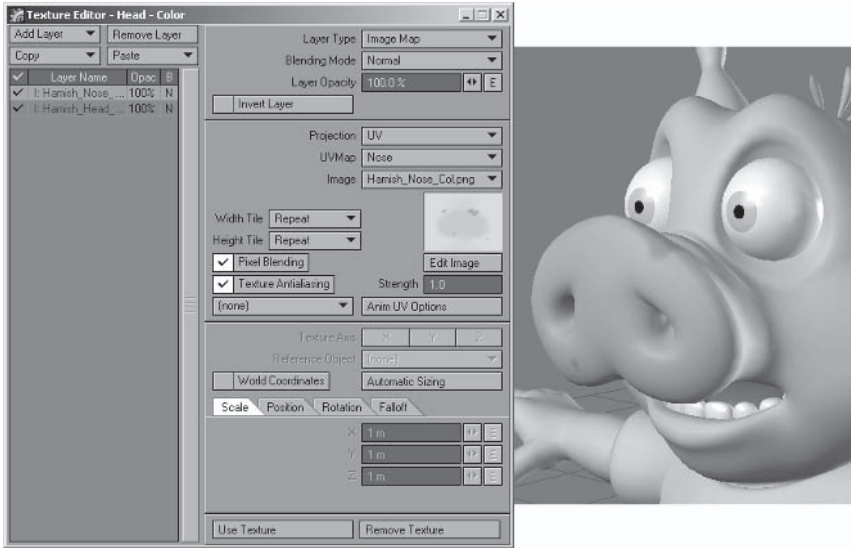 Texture Editor - Head - Color
Add Layer Remove Layer
Copy Paste
Layer Name Opac B
I: Hamish_Nose_... 100% N
I: Hamish_Head_... 100% N
Layer Type Image Map
Blending Mode Normal
Layer Opacity 100.0 % E
Invert Layer
Projection UV
UVMap Nose
Image Hamish_Nose_Col.png
Width Tile Repeat
Height Tile Repeat
Pixel Blending Edit Image
Texture Antialiasing Strength 1.0
(none) Anim UV Options
Texture Axis X Y Z
Reference Object (none)
World Coordinates Automatic Sizing
Scale Position Rotation Falloff
X 1 m E
Y 1 m E
Z 1 m E
Use Texture Remove Texture